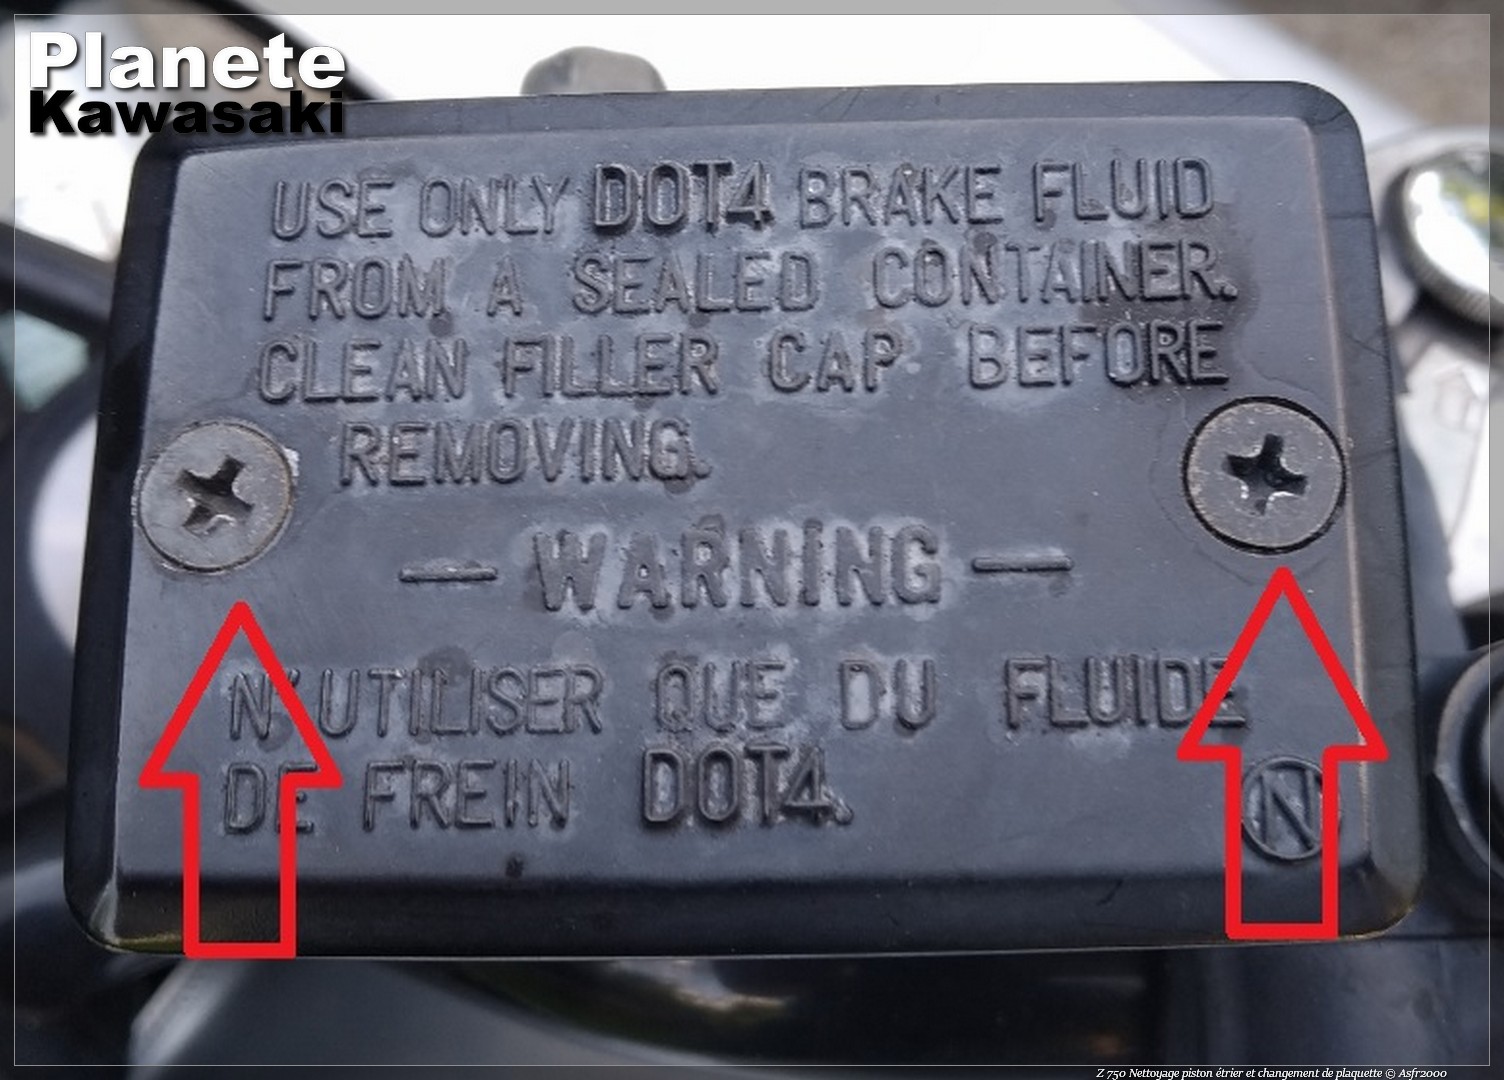 Planete
Kawasaki
USE ONLY DOT4 BRAKE FLUID
FROM A SEALED CONTAINER.
CLEAN FILLER CAP BEFORE
REMOVING.
— WARNING —
N'UTILISER QUE DU FLUIDE
DE FREIN DOT4.
N
Z 750 Nettoyage piston étrier et changement de plaquette © Asfr2000